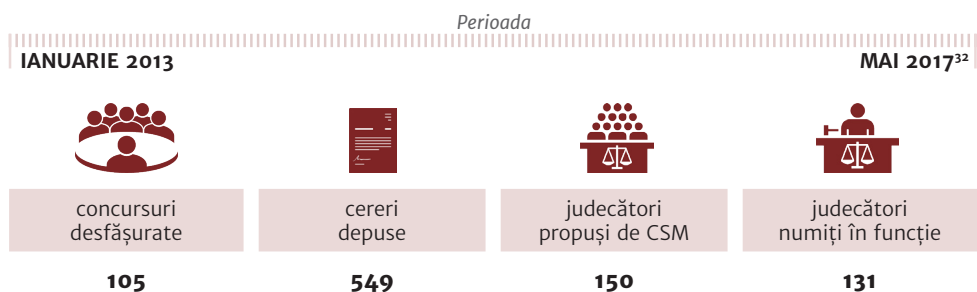 Perioada
IANUARIE 2013
MAI 2017³²
concursuri
desfășurate
cereri
depuse
judecători
propuși de CSM
judecători
numiți în funcție
105
549
150
131